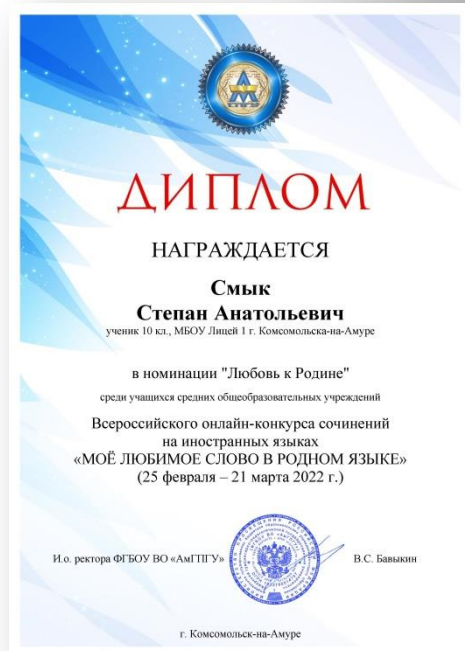 ДИПЛОМ
НАГРАЖДАЕТСЯ
Смык
Степан Анатольевич
ученик 10 кл., МБОУ Лицей 1 г. Комсомольска-на-Амуре
в номинации "Любовь к Родине"
среди учащихся средних общеобразовательных учреждений
Всероссийского онлайн-конкурса сочинений
на иностранных языках
«МОЁ ЛЮБИМОЕ СЛОВО В РОДНОМ ЯЗЫКЕ»
(25 февраля – 21 марта 2022 г.)
И.о. ректора ФГБОУ ВО «АмГПГУ»
В.С. Бавыкин
г. Комсомольск-на-Амуре